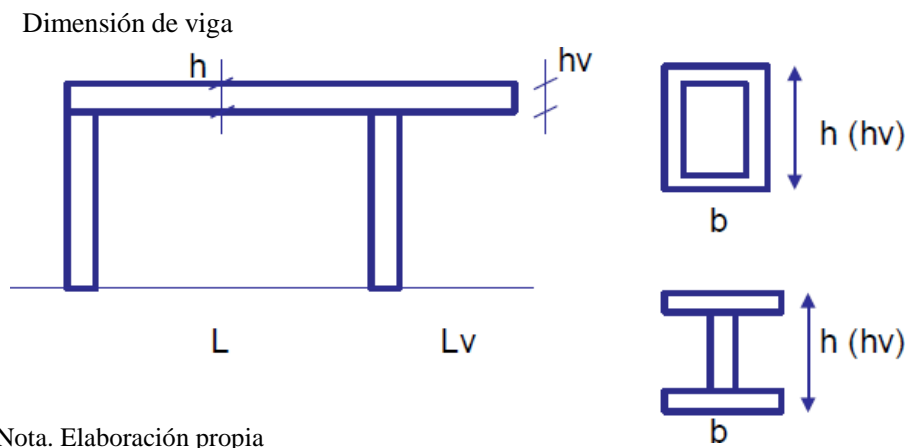 Dimensión de viga
h
hv
h (hv)
b
L
Lv
h (hv)
b
Nota. Elaboración propia